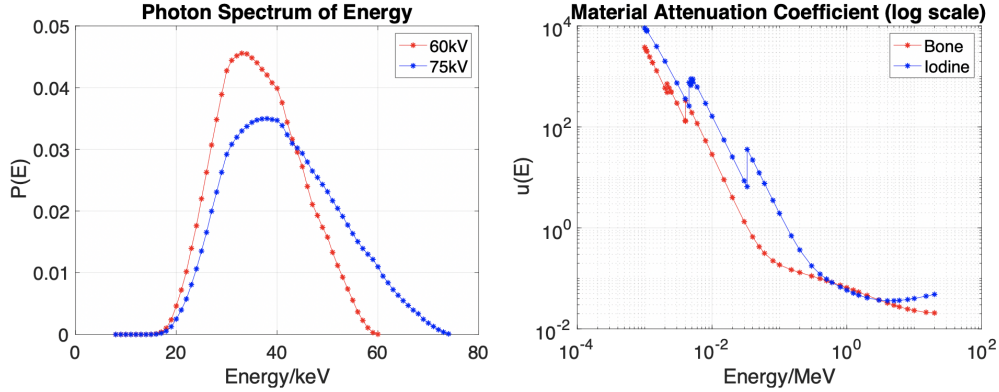 Photon Spectrum of Energy
0.05
0.04
0.03
0.02
0.01
0
P(E)
0 20 40 60 80
Energy/keV
60kV
75kV
Material Attenuation Coefficient (log scale)
10^4
10^2
10^0
10^-2
u(E)
10^-4 10^-2 10^0 10^2
Energy/MeV
Bone
Iodine